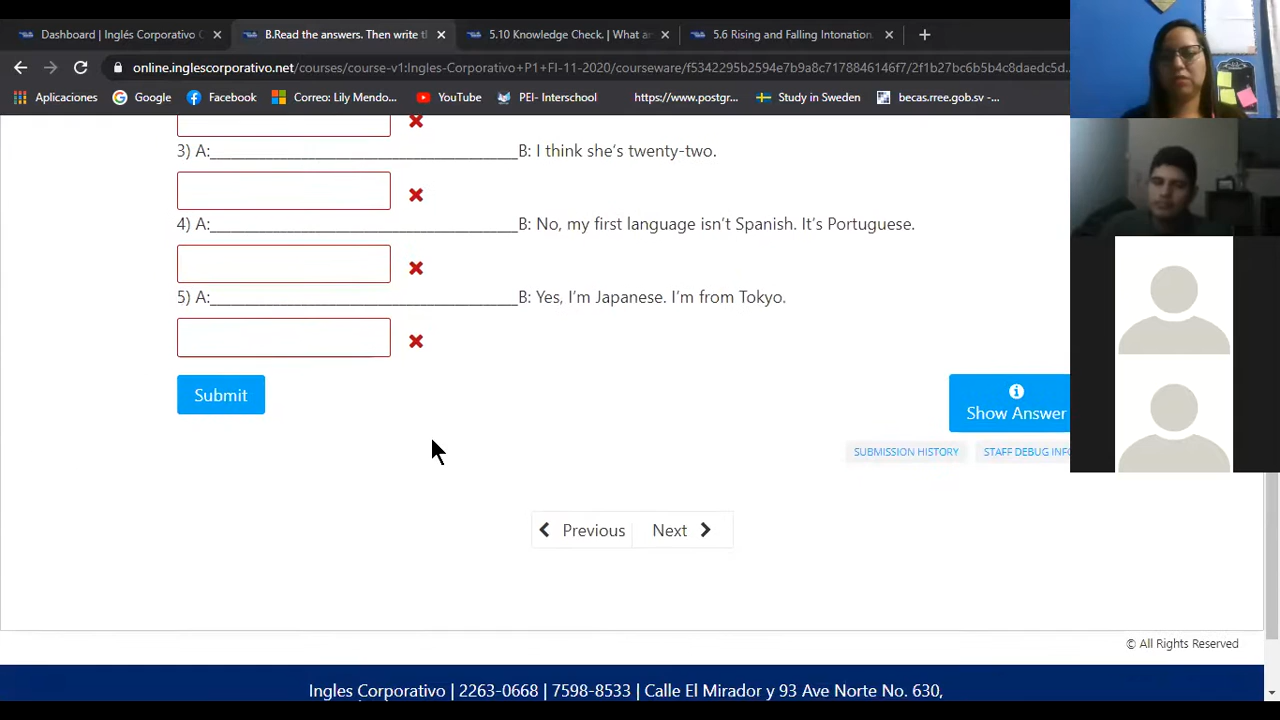 Dashboard | Inglés Corporativo
B.Read the answers. Then write th
5.10 Knowledge Check. | What ar
5.6 Rising and Falling Intonation.
online.inglescorporativo.net/courses/course-v1:Ingles-Corporativo+P1+FI-11-2020/courseware/f5342295b2594e7b9a8c7178846146f7/2f1b27bc6b5b4c8daedc5d...
Aplicaciones
Google
Facebook
Correo: Lily Mendo...
YouTube
PEI- Interschool
https://www.postgr...
Study in Sweden
becas.rree.gob.sv -...
3) A:___________________________________B: I think she's twenty-two.
4) A:___________________________________B: No, my first language isn't Spanish. It's Portuguese.
5) A:___________________________________B: Yes, I'm Japanese. I'm from Tokyo.
Submit
Show Answer
SUBMISSION HISTORY
STAFF DEBUG INFO
Previous
Next
© All Rights Reserved
Ingles Corporativo | 2263-0668 | 7598-8533 | Calle El Mirador y 93 Ave Norte No. 630,